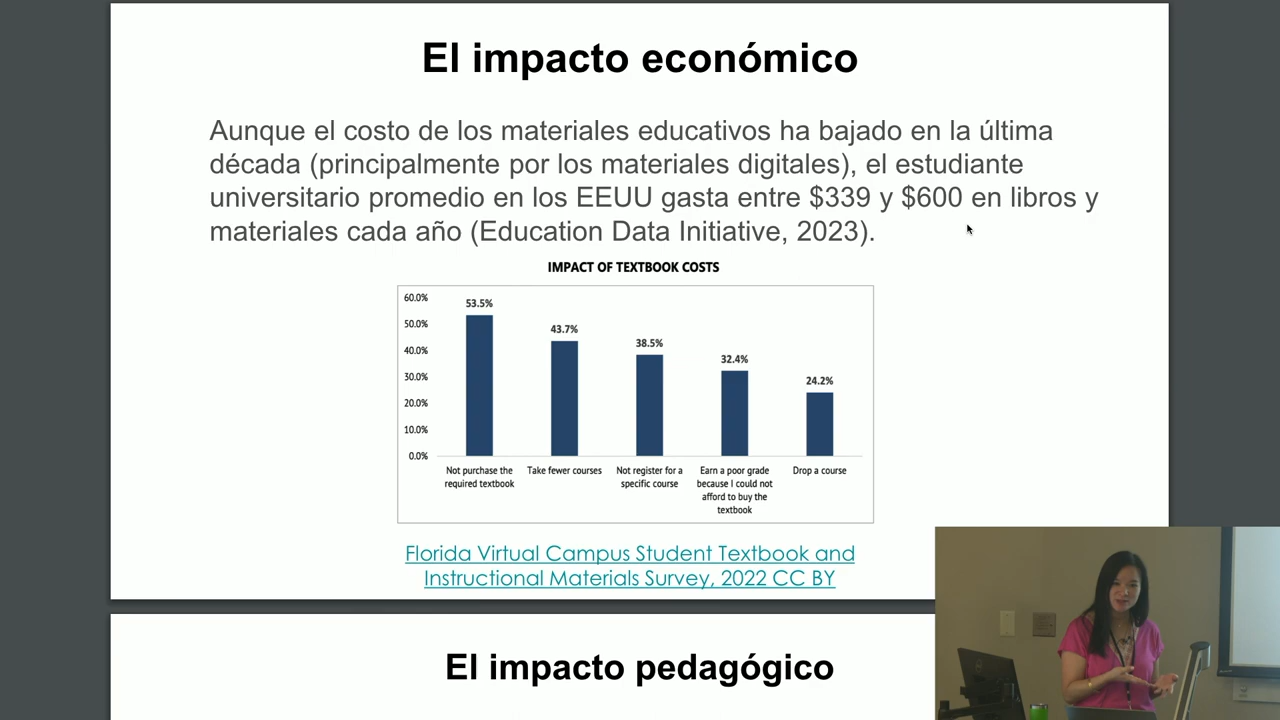 El impacto económico
Aunque el costo de los materiales educativos ha bajado en la última
década (principalmente por los materiales digitales), el estudiante
universitario promedio en los EEUU gasta entre $339 y $600 en libros y
materiales cada año (Education Data Initiative, 2023).
IMPACT OF TEXTBOOK COSTS
60.0%
50.0%
40.0%
30.0%
20.0%
10.0%
0.0%
53.5%
43.7%
38.5%
32.4%
24.2%
Not purchase the
required textbook
Take fewer courses
Not register for a
specific course
Earn a poor grade
because I could not
afford to buy the
textbook
Drop a course
Florida Virtual Campus Student Textbook and
Instructional Materials Survey, 2022 CC BY
El impacto pedagógico